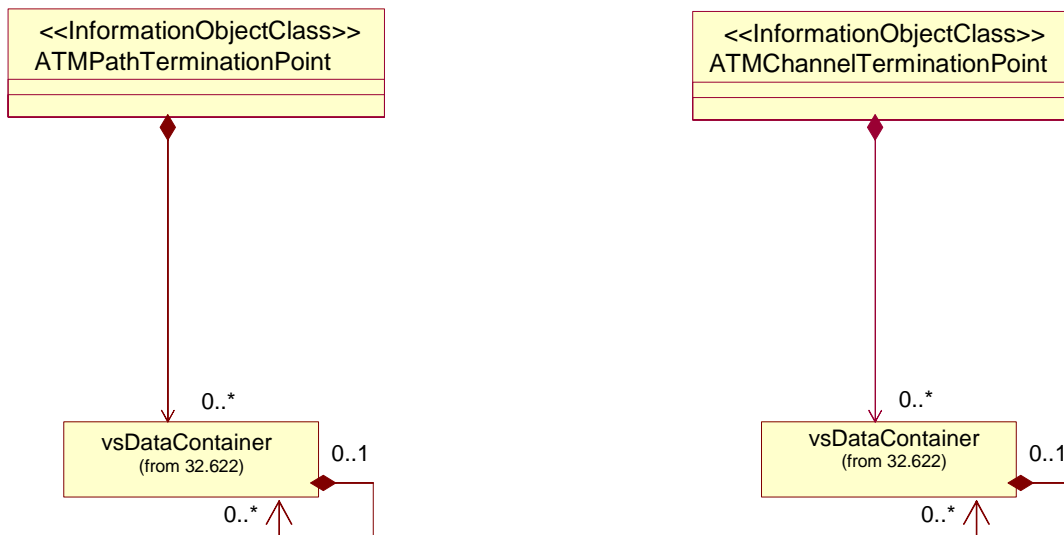 <<InformationObjectClass>>
ATMPathTerminationPoint
0..*
vsDataContainer
(from 32.622)
0..1
0..*
<<InformationObjectClass>>
ATMChannelTerminationPoint
0..*
vsDataContainer
(from 32.622)
0..1
0..*